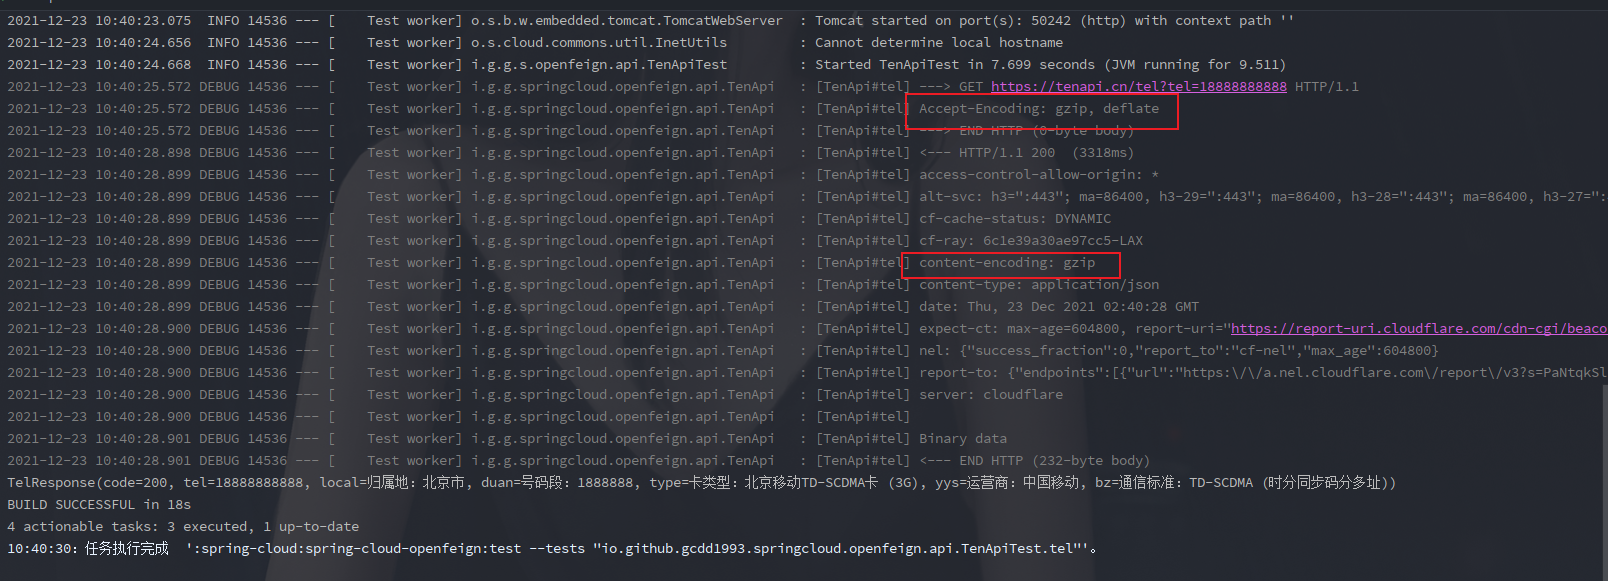 2021-12-23 10:40:23.075  INFO 14536 --- [    Test worker] o.s.b.w.embedded.tomcat.TomcatWebServer  : Tomcat started on port(s): 50242 (http) with context path ''
2021-12-23 10:40:24.656  INFO 14536 --- [    Test worker] o.s.cloud.commons.util.InetUtils         : Cannot determine local hostname
2021-12-23 10:40:24.668  INFO 14536 --- [    Test worker] i.g.g.s.openfeign.api.TenApiTest         : Started TenApiTest in 7.699 seconds (JVM running for 9.511)
2021-12-23 10:40:25.572 DEBUG 14536 --- [    Test worker] i.g.g.springcloud.openfeign.api.TenApi   : [TenApi#tel] ---> GET https://tenapi.cn/tel?tel=18888888888 HTTP/1.1
2021-12-23 10:40:25.572 DEBUG 14536 --- [    Test worker] i.g.g.springcloud.openfeign.api.TenApi   : [TenApi#tel] Accept-Encoding: gzip, deflate
2021-12-23 10:40:25.572 DEBUG 14536 --- [    Test worker] i.g.g.springcloud.openfeign.api.TenApi   : [TenApi#tel] ---> END HTTP (0-byte body)
2021-12-23 10:40:28.898 DEBUG 14536 --- [    Test worker] i.g.g.springcloud.openfeign.api.TenApi   : [TenApi#tel] <--- HTTP/1.1 200  (3318ms)
2021-12-23 10:40:28.899 DEBUG 14536 --- [    Test worker] i.g.g.springcloud.openfeign.api.TenApi   : [TenApi#tel] access-control-allow-origin: *
2021-12-23 10:40:28.899 DEBUG 14536 --- [    Test worker] i.g.g.springcloud.openfeign.api.TenApi   : [TenApi#tel] alt-svc: h3=":443"; ma=86400, h3-29=":443"; ma=86400, h3-28=":443"; ma=86400, h3-27=":
2021-12-23 10:40:28.899 DEBUG 14536 --- [    Test worker] i.g.g.springcloud.openfeign.api.TenApi   : [TenApi#tel] cf-cache-status: DYNAMIC
2021-12-23 10:40:28.899 DEBUG 14536 --- [    Test worker] i.g.g.springcloud.openfeign.api.TenApi   : [TenApi#tel] cf-ray: 6c1e39a30ae97cc5-LAX
2021-12-23 10:40:28.899 DEBUG 14536 --- [    Test worker] i.g.g.springcloud.openfeign.api.TenApi   : [TenApi#tel] content-encoding: gzip
2021-12-23 10:40:28.899 DEBUG 14536 --- [    Test worker] i.g.g.springcloud.openfeign.api.TenApi   : [TenApi#tel] content-type: application/json
2021-12-23 10:40:28.899 DEBUG 14536 --- [    Test worker] i.g.g.springcloud.openfeign.api.TenApi   : [TenApi#tel] date: Thu, 23 Dec 2021 02:40:28 GMT
2021-12-23 10:40:28.900 DEBUG 14536 --- [    Test worker] i.g.g.springcloud.openfeign.api.TenApi   : [TenApi#tel] expect-ct: max-age=604800, report-uri="https://report-uri.cloudflare.com/cdn-cgi/beaco
2021-12-23 10:40:28.900 DEBUG 14536 --- [    Test worker] i.g.g.springcloud.openfeign.api.TenApi   : [TenApi#tel] nel: {"success_fraction":0,"report_to":"cf-nel","max_age":604800}
2021-12-23 10:40:28.900 DEBUG 14536 --- [    Test worker] i.g.g.springcloud.openfeign.api.TenApi   : [TenApi#tel] report-to: {"endpoints":[{"url":"https:\/\/a.nel.cloudflare.com\/report\/v3?s=PaNtqkSl
2021-12-23 10:40:28.900 DEBUG 14536 --- [    Test worker] i.g.g.springcloud.openfeign.api.TenApi   : [TenApi#tel] server: cloudflare
2021-12-23 10:40:28.900 DEBUG 14536 --- [    Test worker] i.g.g.springcloud.openfeign.api.TenApi   : [TenApi#tel]
2021-12-23 10:40:28.901 DEBUG 14536 --- [    Test worker] i.g.g.springcloud.openfeign.api.TenApi   : [TenApi#tel] Binary data
2021-12-23 10:40:28.901 DEBUG 14536 --- [    Test worker] i.g.g.springcloud.openfeign.api.TenApi   : [TenApi#tel] <--- END HTTP (232-byte body)
TelResponse(code=200, tel=18888888888, local=归属地：北京市, duan=号码段：1888888, type=卡类型：北京移动TD-SCDMA卡 (3G), yys=运营商：中国移动, bz=通信标准：TD-SCDMA (时分同步码分多址))
BUILD SUCCESSFUL in 18s
4 actionable tasks: 3 executed, 1 up-to-date
10:40:30：任务执行完成  ':spring-cloud:spring-cloud-openfeign:test --tests "io.github.gcdd1993.springcloud.openfeign.api.TenApiTest.tel"'。